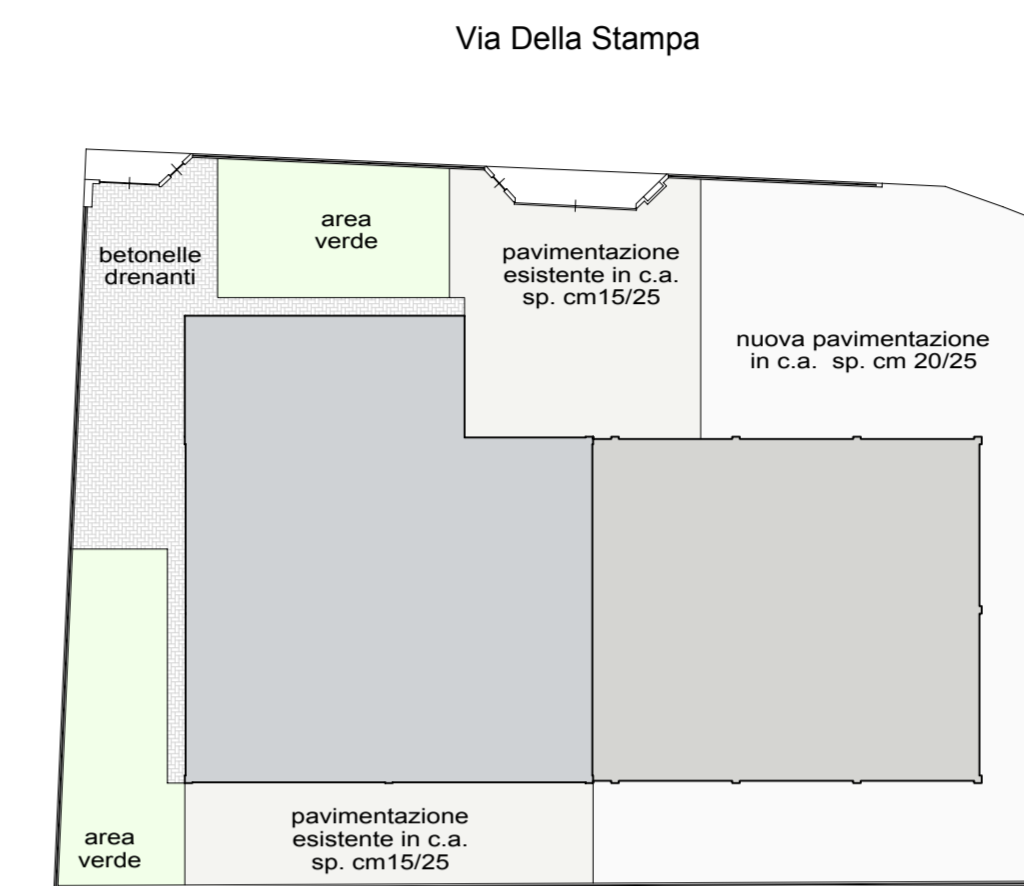 Via Della Stampa
area
verde
betonelle
drenanti
pavimentazione
esistente in c.a.
sp. cm15/25
nuova pavimentazione
in c.a.  sp. cm 20/25
pavimentazione
esistente in c.a.
sp. cm15/25
area
verde